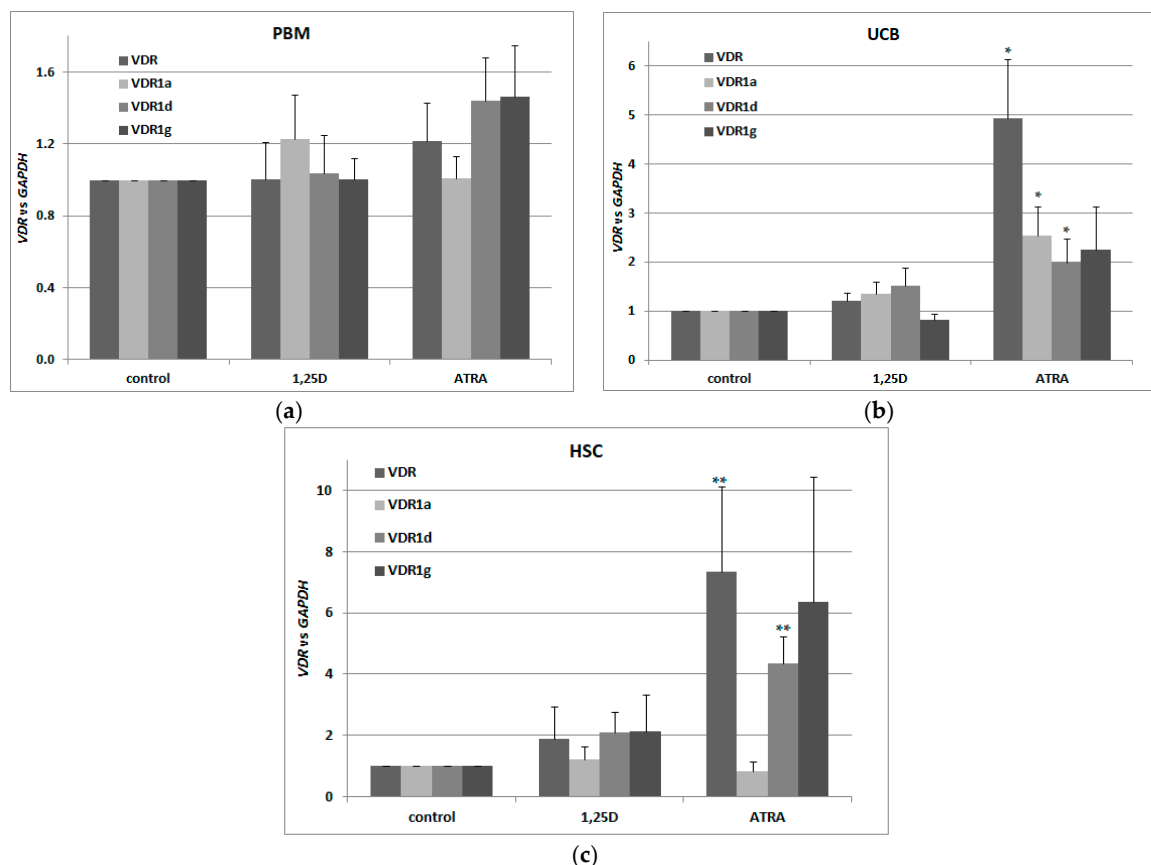 PBM
VDR
VDR1a
VDR1d
VDR1g
VDR vs GAPDH
1.6
1.2
0.8
0.4
0.0
control 1,25D ATRA
(a)
UCB
VDR
VDR1a
VDR1d
VDR1g
VDR vs GAPDH
6
5
4
3
2
1
0
* * *
control 1,25D ATRA
(b)
HSC
VDR
VDR1a
VDR1d
VDR1g
VDR vs GAPDH
10
8
6
4
2
0
** **
control 1,25D ATRA
(c)